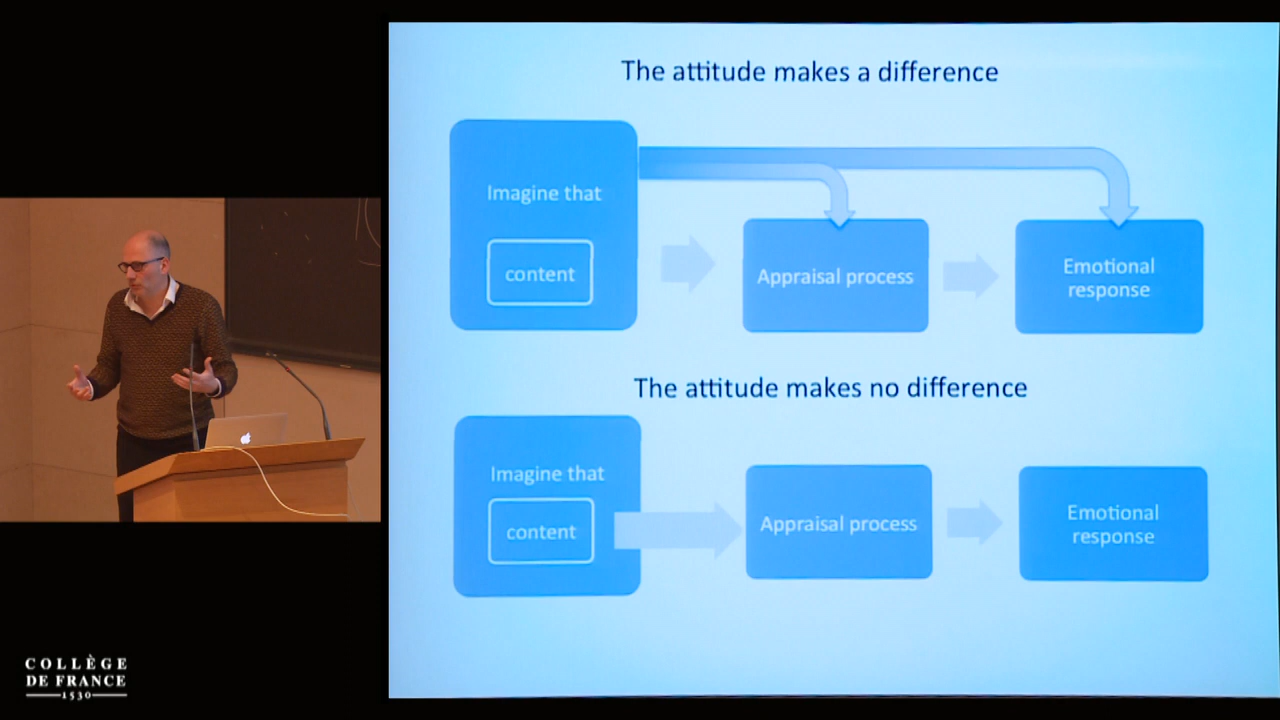 The attitude makes a difference
Imagine that
content
Appraisal process
Emotional
response
The attitude makes no difference
Imagine that
content
Appraisal process
Emotional
response
COLLÈGE
DE FRANCE
1530